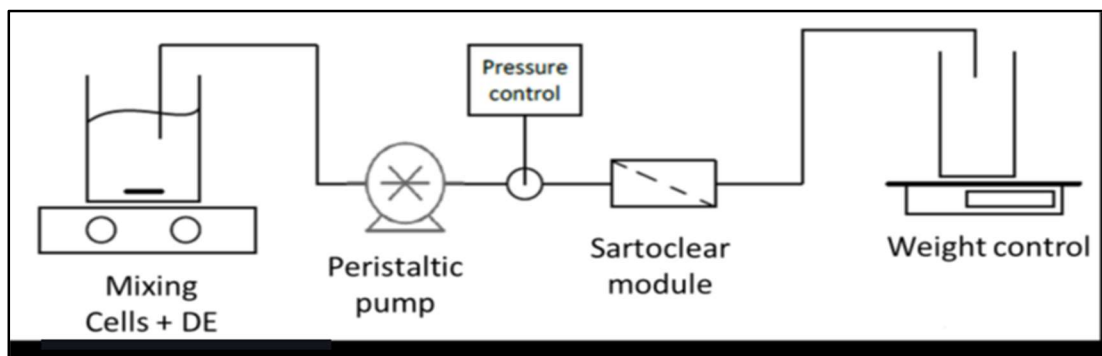 Pressure
control
Mixing
Cells + DE
Peristaltic
pump
Sartoclear
module
Weight control